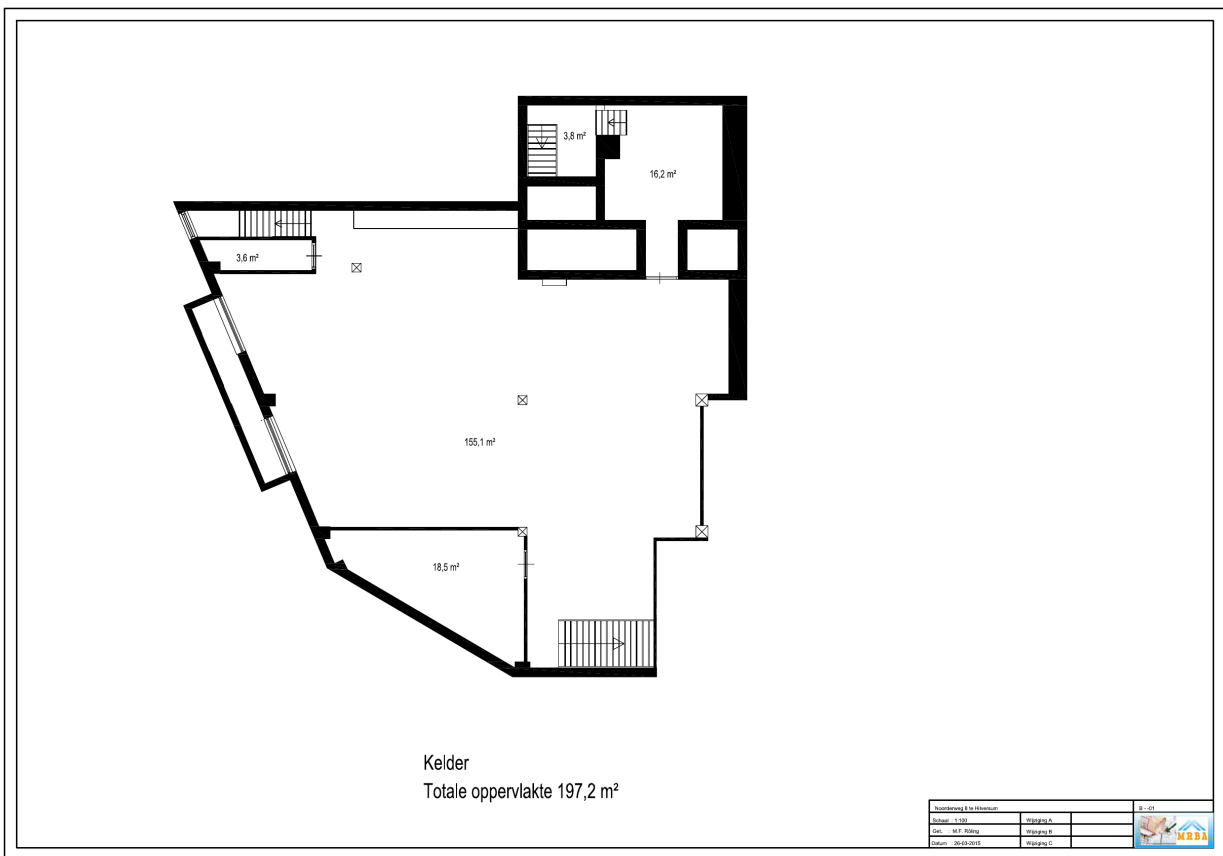 3,8 m²
16,2 m²
3,6 m²
155,1 m²
18,5 m²
Kelder
Totale oppervlakte 197,2 m²
Noorderweg 8 te Hilversum B - -01
Schaal : 1:100 Wijziging A
Get. : M.F. Röling Wijziging B
Datum : 26-03-2015 Wijziging C
MRBA